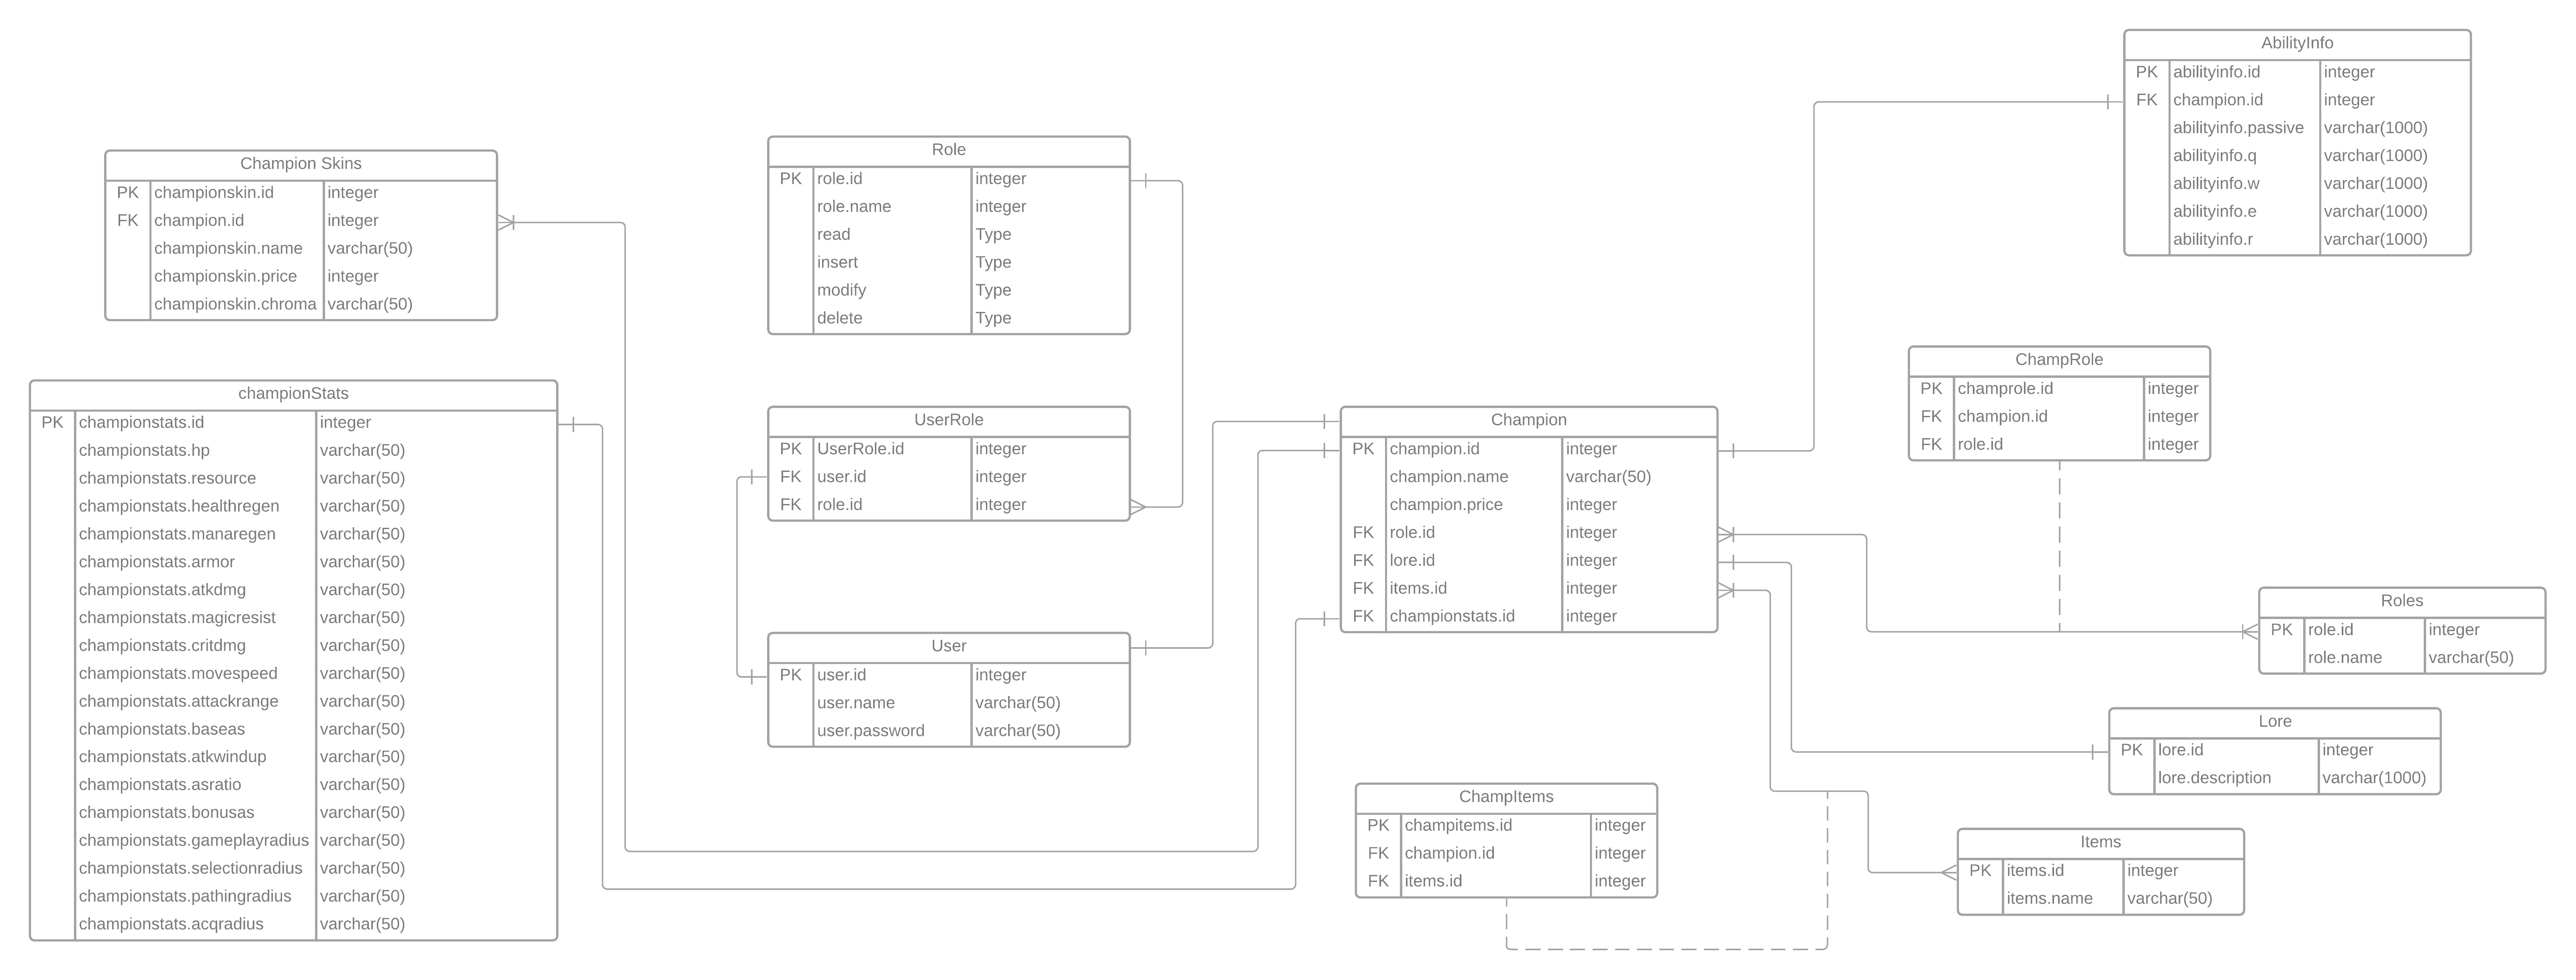 AbilityInfo
PK abilityinfo.id integer
FK champion.id integer
abilityinfo.passive varchar(1000)
abilityinfo.q varchar(1000)
abilityinfo.w varchar(1000)
abilityinfo.e varchar(1000)
abilityinfo.r varchar(1000)
Champion Skins
PK championskin.id integer
FK champion.id integer
championskin.name varchar(50)
championskin.price integer
championskin.chroma varchar(50)
Role
PK role.id integer
role.name integer
read Type
insert Type
modify Type
delete Type
ChampRole
PK champrole.id integer
FK champion.id integer
FK role.id integer
championStats
PK championstats.id integer
championstats.hp varchar(50)
championstats.resource varchar(50)
championstats.healthregen varchar(50)
championstats.manaregen varchar(50)
championstats.armor varchar(50)
championstats.atkdmg varchar(50)
championstats.magicresist varchar(50)
championstats.critdmg varchar(50)
championstats.movespeed varchar(50)
championstats.attackrange varchar(50)
championstats.baseas varchar(50)
championstats.atkwindup varchar(50)
championstats.asratio varchar(50)
championstats.bonusas varchar(50)
championstats.gameplayradius varchar(50)
championstats.selectionradius varchar(50)
championstats.pathingradius varchar(50)
championstats.acqradius varchar(50)
UserRole
PK UserRole.id integer
FK user.id integer
FK role.id integer
Champion
PK champion.id integer
champion.name varchar(50)
champion.price integer
FK role.id integer
FK lore.id integer
FK items.id integer
FK championstats.id integer
User
PK user.id integer
user.name varchar(50)
user.password varchar(50)
Roles
PK role.id integer
role.name varchar(50)
Lore
PK lore.id integer
lore.description varchar(1000)
ChampItems
PK champitems.id integer
FK champion.id integer
FK items.id integer
Items
PK items.id integer
items.name varchar(50)